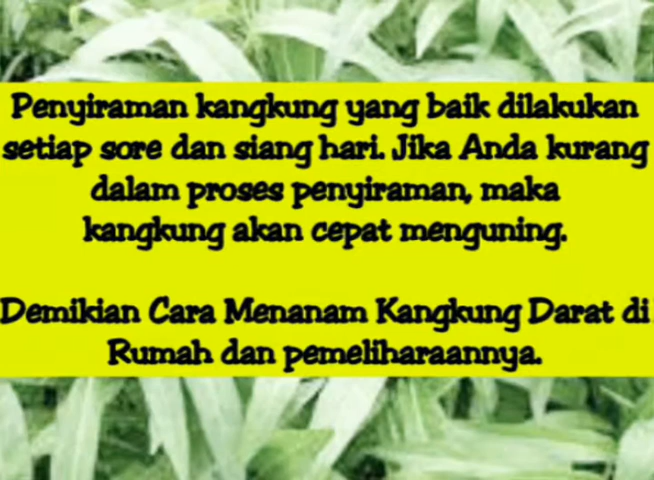 Penyiraman kangkung yang baik dilakukan
setiap sore dan siang hari. Jika Anda kurang
dalam proses penyiraman, maka
kangkung akan cepat menguning.
Demikian Cara Menanam Kangkung Darat di
Rumah dan pemeliharaannya.